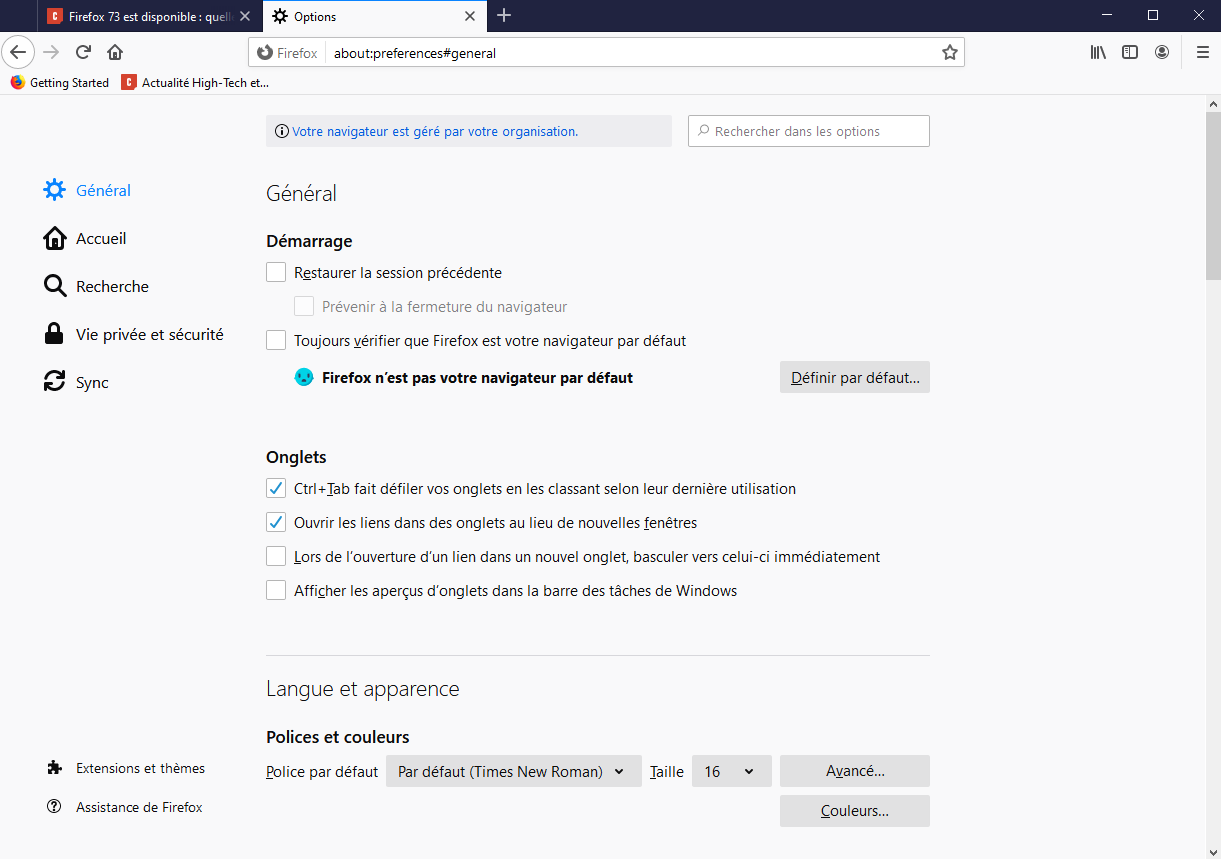 Firefox 73 est disponible : quell
Options
Firefox
about:preferences#general
Getting Started
Actualité High-Tech et...
Votre navigateur est géré par votre organisation.
Rechercher dans les options
Général
Accueil
Recherche
Vie privée et sécurité
Sync
Extensions et thèmes
Assistance de Firefox
Général
Démarrage
Restaurer la session précédente
Prévenir à la fermeture du navigateur
Toujours vérifier que Firefox est votre navigateur par défaut
Firefox n’est pas votre navigateur par défaut
Définir par défaut...
Onglets
Ctrl+Tab fait défiler vos onglets en les classant selon leur dernière utilisation
Ouvrir les liens dans des onglets au lieu de nouvelles fenêtres
Lors de l’ouverture d’un lien dans un nouvel onglet, basculer vers celui-ci immédiatement
Afficher les aperçus d’onglets dans la barre des tâches de Windows
Langue et apparence
Polices et couleurs
Police par défaut Par défaut (Times New Roman) Taille 16 Avancé...
Couleurs...